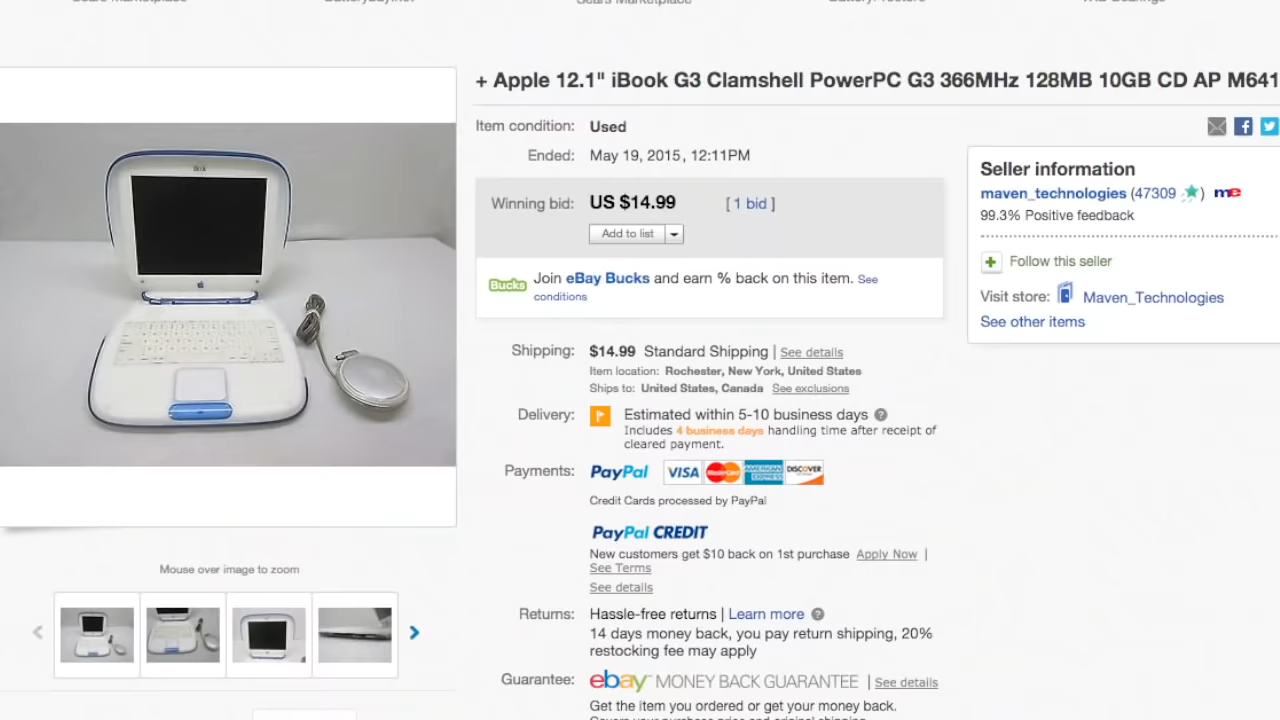 + Apple 12.1" iBook G3 Clamshell PowerPC G3 366MHz 128MB 10GB CD AP M641
Item condition: Used
Ended: May 19, 2015, 12:11PM
Winning bid: US $14.99 [ 1 bid ]
Add to list
Bucks Join eBay Bucks and earn % back on this item. See
conditions
Shipping: $14.99 Standard Shipping | See details
Item location: Rochester, New York, United States
Ships to: United States, Canada See exclusions
Delivery: Estimated within 5-10 business days
Includes 4 business days handling time after receipt of
cleared payment.
Payments: PayPal VISA MasterCard AMERICAN EXPRESS DISCOVER
Credit Cards processed by PayPal
PayPal CREDIT
New customers get $10 back on 1st purchase Apply Now |
See Terms
See details
Returns: Hassle-free returns | Learn more
14 days money back, you pay return shipping, 20%
restocking fee may apply
Guarantee: ebay MONEY BACK GUARANTEE | See details
Get the item you ordered or get your money back.
Seller information
maven_technologies (47309) me
99.3% Positive feedback
Follow this seller
Visit store: Maven_Technologies
See other items
iBook
Mouse over image to zoom